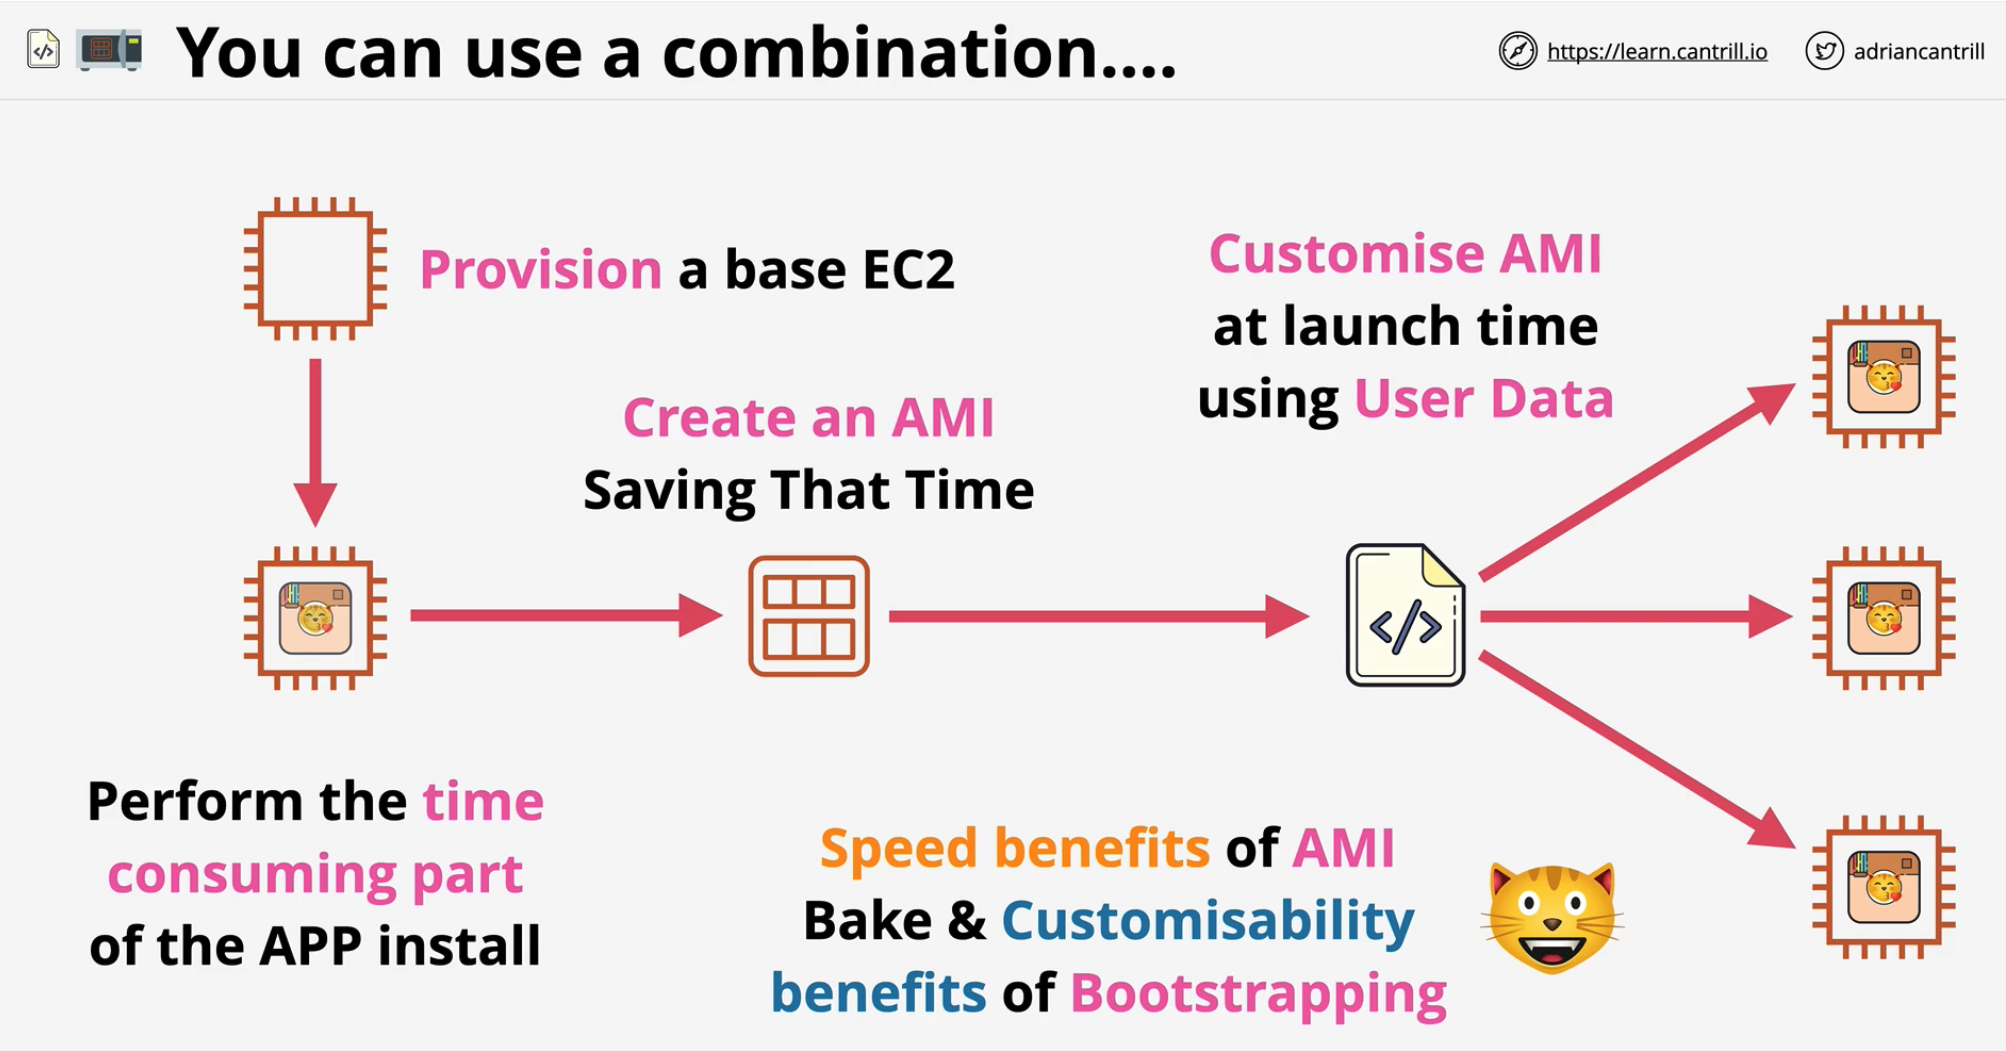 You can use a combination....
https://learn.cantrill.io
adriancantrill
Provision a base EC2
Customise AMI
at launch time
using User Data
Create an AMI
Saving That Time
</>
Perform the time
consuming part
of the APP install
Speed benefits of AMI
Bake & Customisability
benefits of Bootstrapping